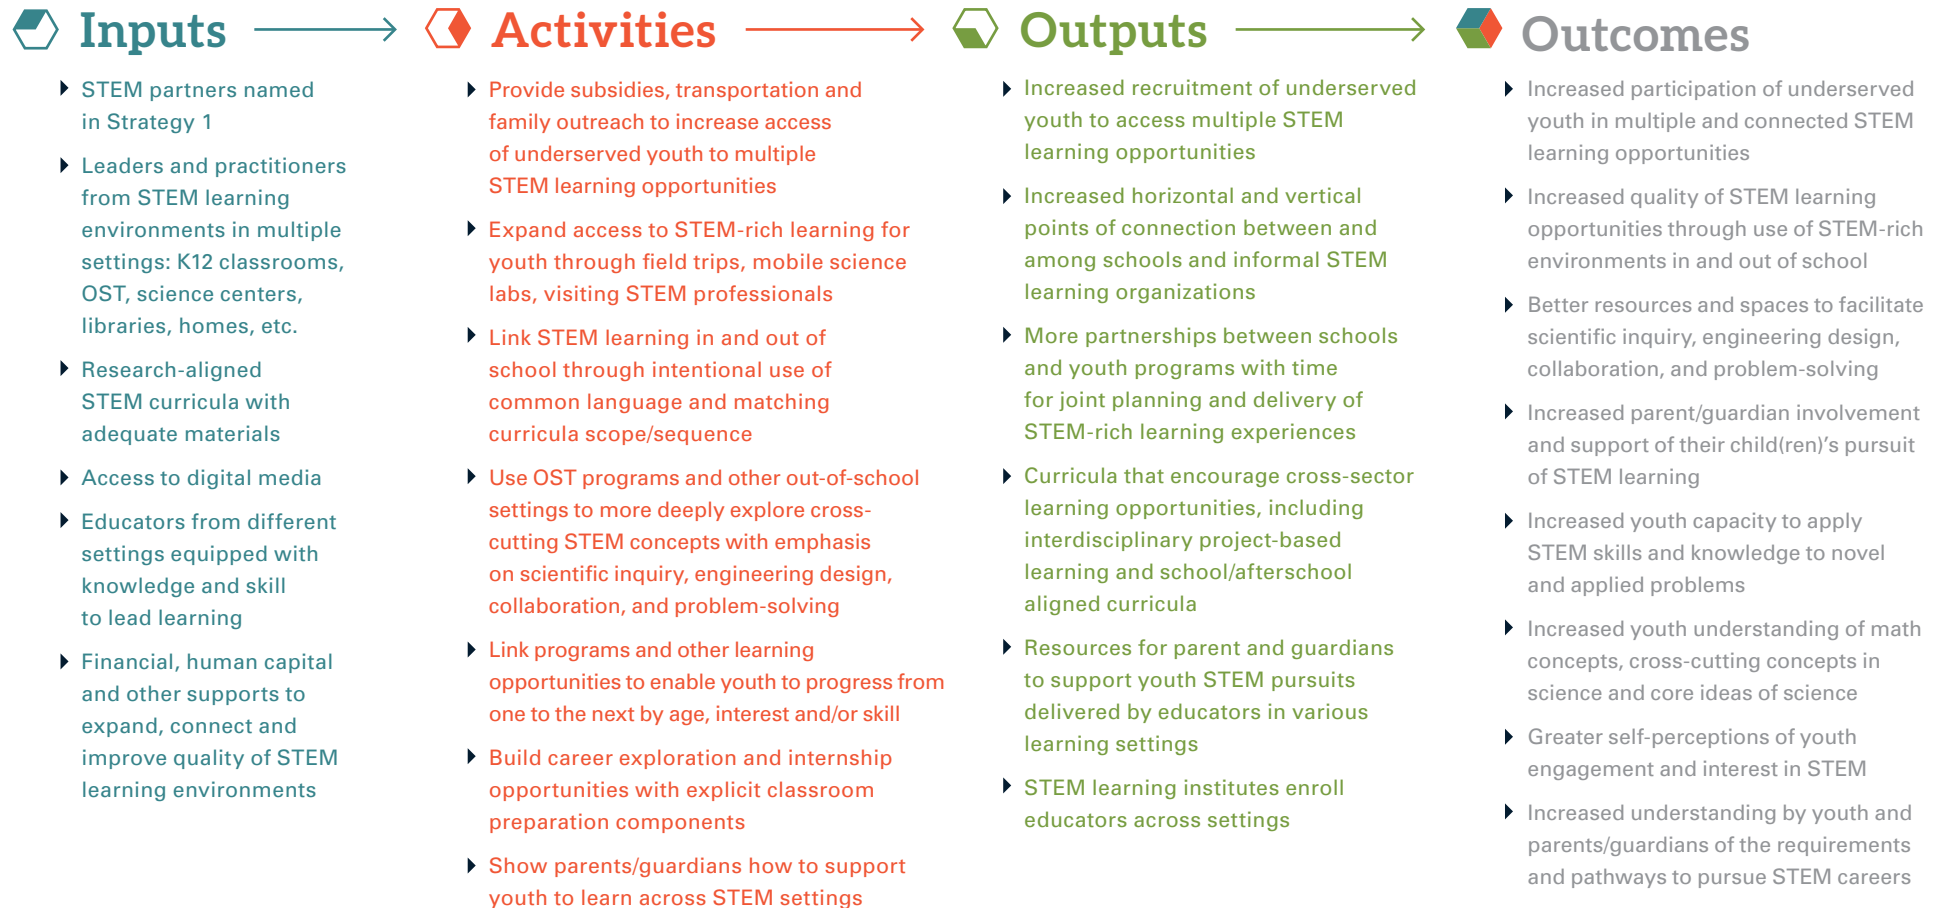 Inputs
STEM partners named
in Strategy 1
Leaders and practitioners
from STEM learning
environments in multiple
settings: K12 classrooms,
OST, science centers,
libraries, homes, etc.
Research-aligned
STEM curricula with
adequate materials
Access to digital media
Educators from different
settings equipped with
knowledge and skill
to lead learning
Financial, human capital
and other supports to
expand, connect and
improve quality of STEM
learning environments
Activities
Provide subsidies, transportation and
family outreach to increase access
of underserved youth to multiple
STEM learning opportunities
Expand access to STEM-rich learning for
youth through field trips, mobile science
labs, visiting STEM professionals
Link STEM learning in and out of
school through intentional use of
common language and matching
curricula scope/sequence
Use OST programs and other out-of-school
settings to more deeply explore cross-
cutting STEM concepts with emphasis
on scientific inquiry, engineering design,
collaboration, and problem-solving
Link programs and other learning
opportunities to enable youth to progress from
one to the next by age, interest and/or skill
Build career exploration and internship
opportunities with explicit classroom
preparation components
Show parents/guardians how to support
youth to learn across STEM settings
Outputs
Increased recruitment of underserved
youth to access multiple STEM
learning opportunities
Increased horizontal and vertical
points of connection between and
among schools and informal STEM
learning organizations
More partnerships between schools
and youth programs with time
for joint planning and delivery of
STEM-rich learning experiences
Curricula that encourage cross-sector
learning opportunities, including
interdisciplinary project-based
learning and school/afterschool
aligned curricula
Resources for parent and guardians
to support youth STEM pursuits
delivered by educators in various
learning settings
STEM learning institutes enroll
educators across settings
Outcomes
Increased participation of underserved
youth in multiple and connected STEM
learning opportunities
Increased quality of STEM learning
opportunities through use of STEM-rich
environments in and out of school
Better resources and spaces to facilitate
scientific inquiry, engineering design,
collaboration, and problem-solving
Increased parent/guardian involvement
and support of their child(ren)'s pursuit
of STEM learning
Increased youth capacity to apply
STEM skills and knowledge to novel
and applied problems
Increased youth understanding of math
concepts, cross-cutting concepts in
science and core ideas of science
Greater self-perceptions of youth
engagement and interest in STEM
Increased understanding by youth and
parents/guardians of the requirements
and pathways to pursue STEM careers